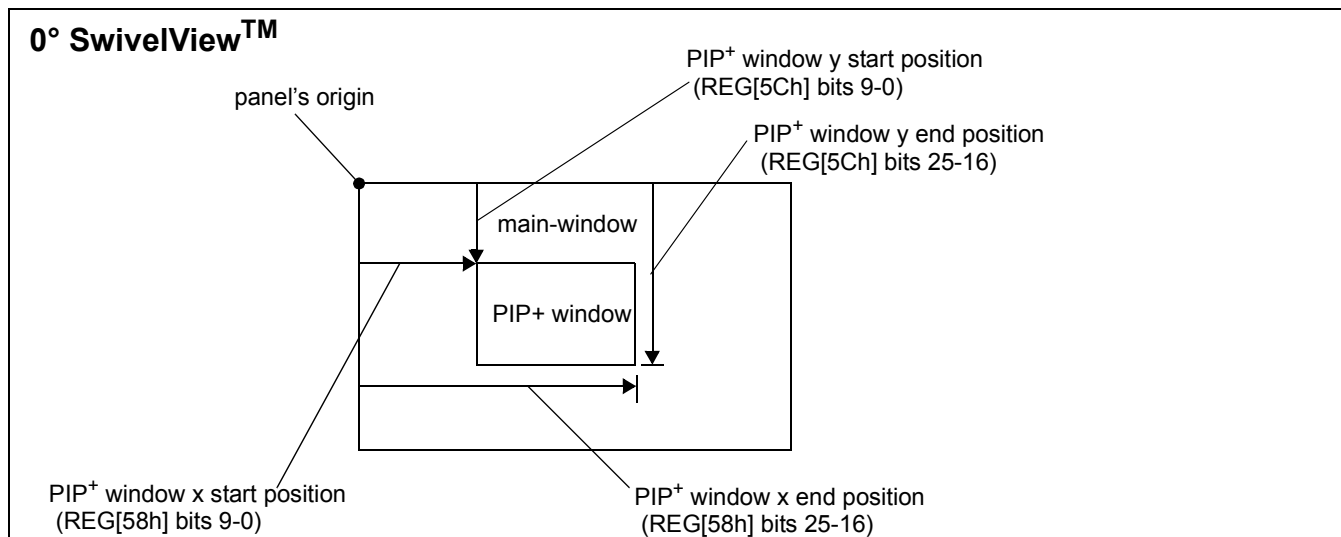 0° SwivelView™
PIP+ window y start position
(REG[5Ch] bits 9-0)
panel's origin
PIP+ window y end position
(REG[5Ch] bits 25-16)
main-window
PIP+ window
PIP+ window x start position
(REG[58h] bits 9-0)
PIP+ window x end position
(REG[58h] bits 25-16)